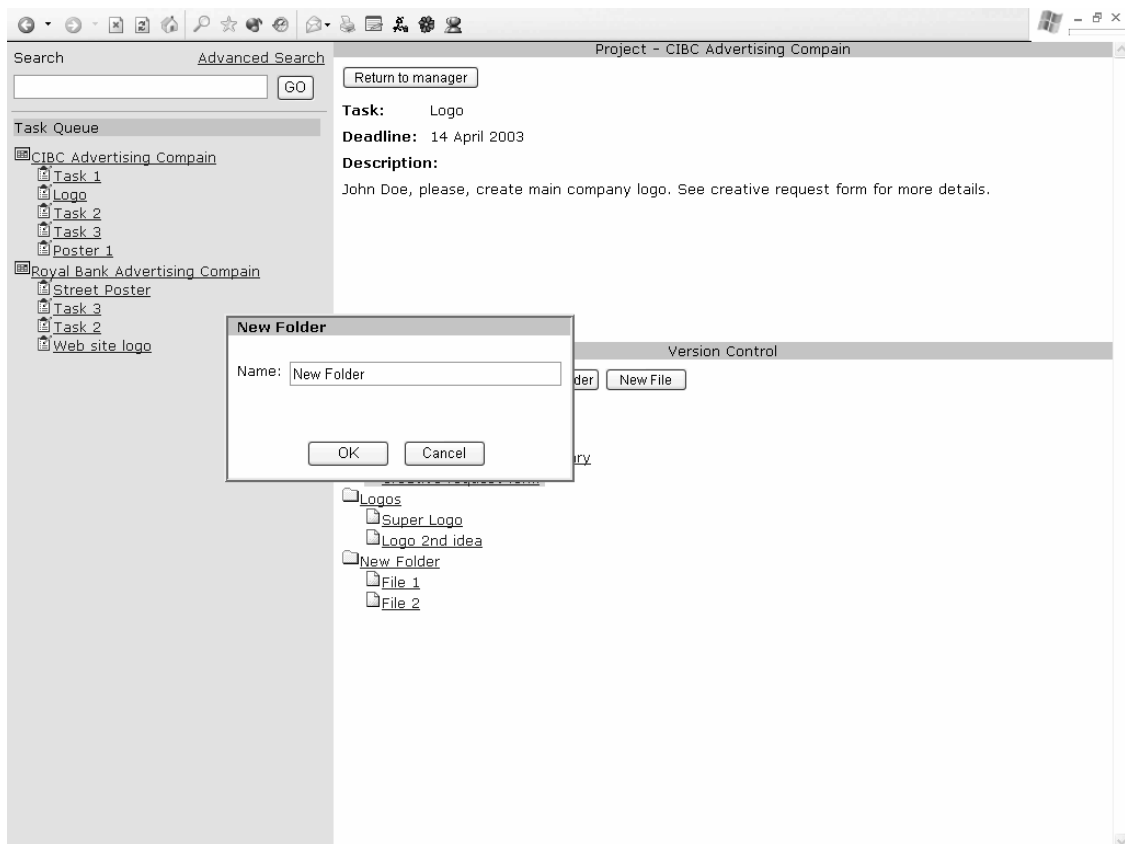 Project - CIBC Advertising Compain
Search Advanced Search
GO
Task Queue
CIBC Advertising Compain
Task 1
Logo
Task 2
Task 3
Poster 1
Royal Bank Advertising Compain
Street Poster
Task 3
Task 2
Web site logo
Return to manager
Task: Logo
Deadline: 14 April 2003
Description:
John Doe, please, create main company logo. See creative request form for more details.
New Folder
Name: New Folder
OK Cancel
Version Control
New File
Logos
Super Logo
Logo 2nd idea
New Folder
File 1
File 2